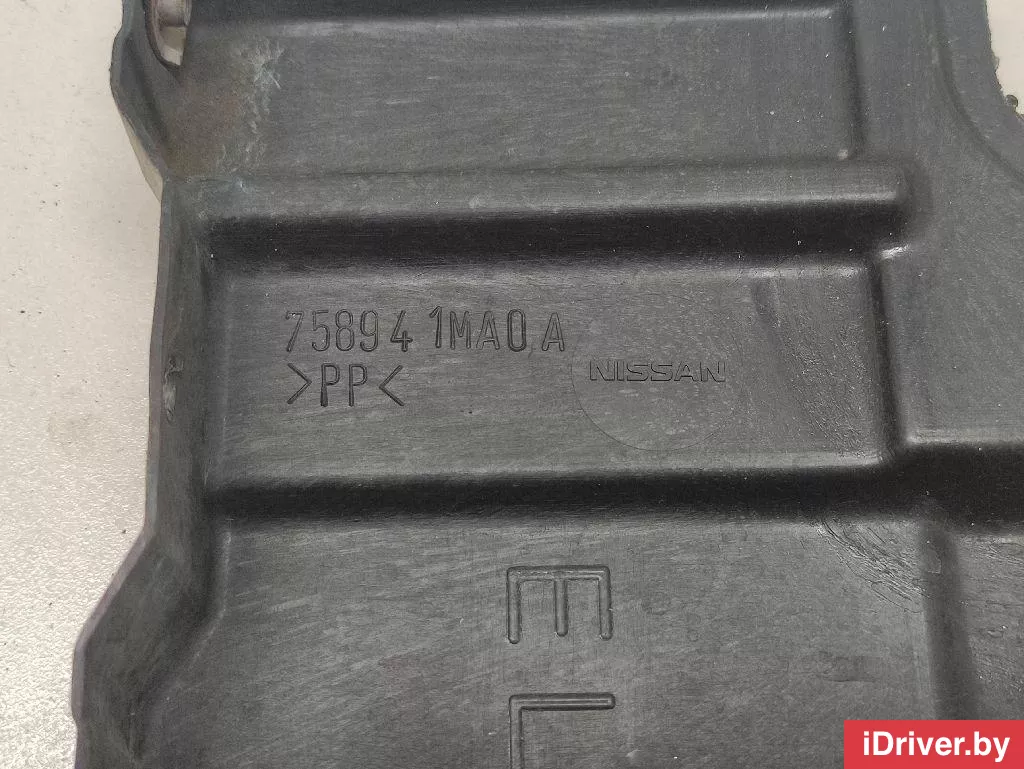 75894 1MA0A
>PP<
NISSAN
E
iDriver.by